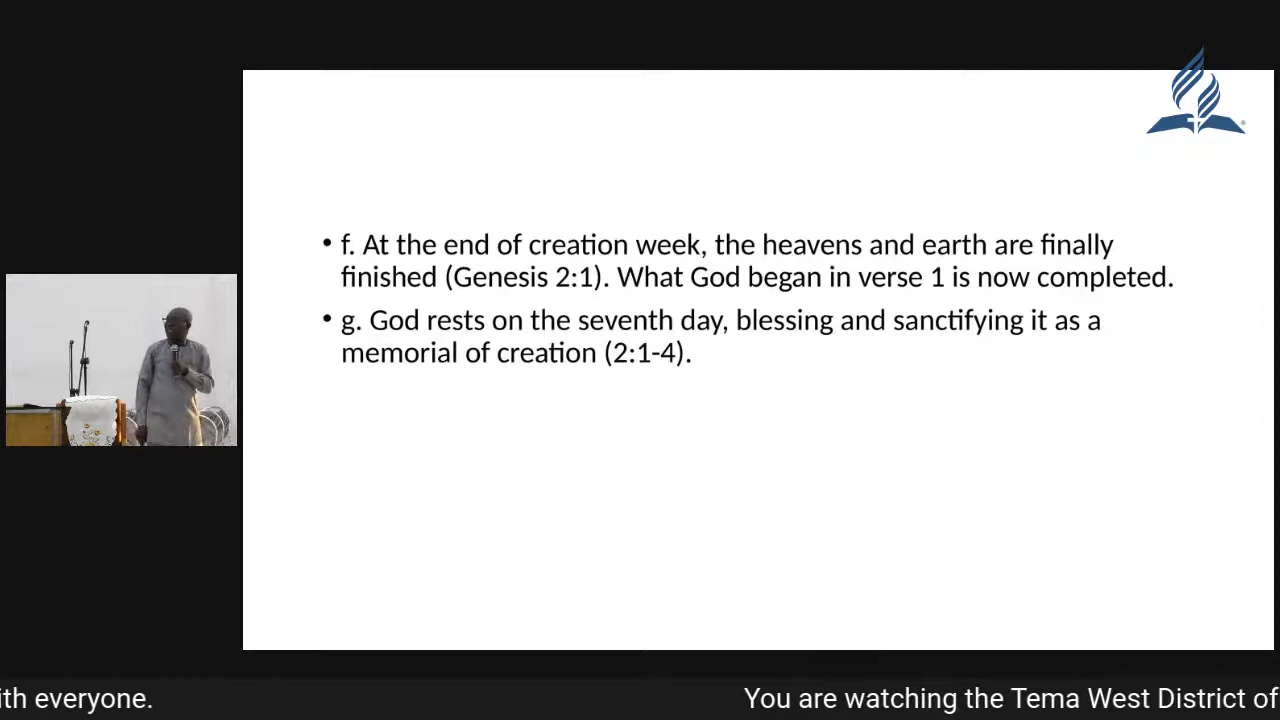 • f. At the end of creation week, the heavens and earth are finally
finished (Genesis 2:1). What God began in verse 1 is now completed.
• g. God rests on the seventh day, blessing and sanctifying it as a
memorial of creation (2:1-4).
ith everyone.
You are watching the Tema West District of